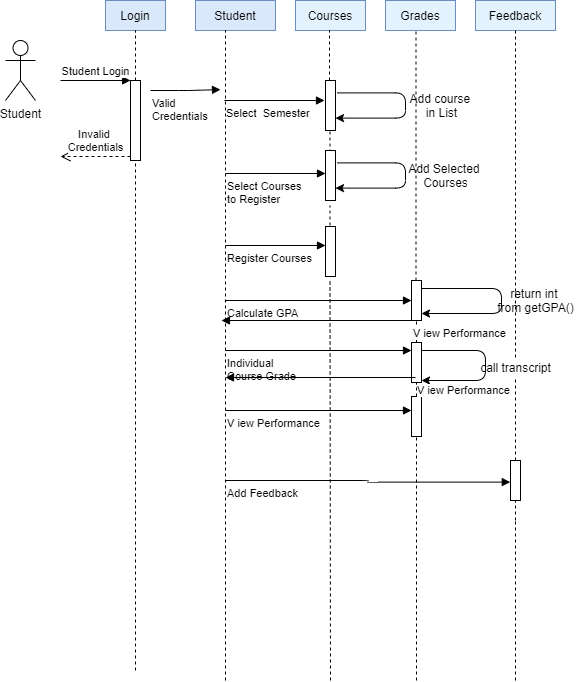 Login
Student
Courses
Grades
Feedback
Student
Student Login
Valid
Credentials
Invalid
Credentials
Select  Semester
Add course
in List
Select Courses
to Register
Add Selected
Courses
Register Courses
Calculate GPA
return int
from getGPA()
V iew Performance
Individual
Course Grade
call transcript
V iew Performance
V iew Performance
Add Feedback